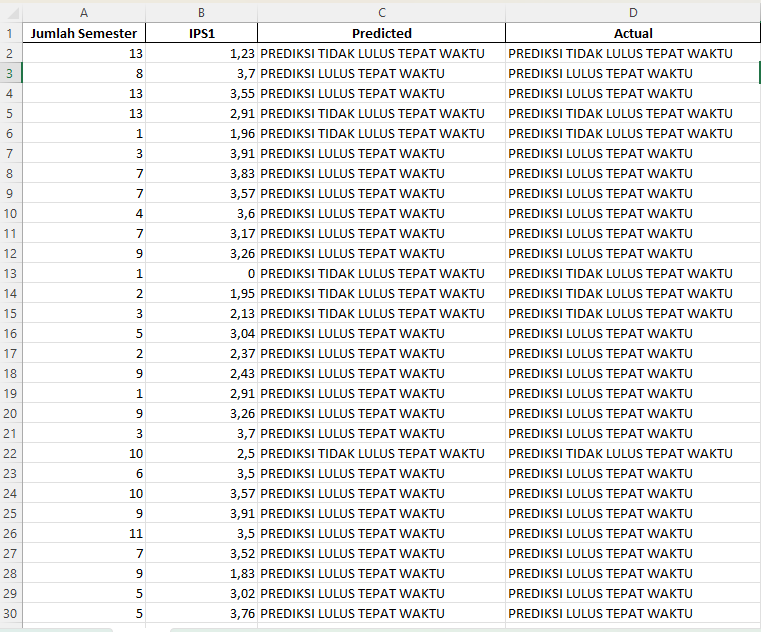 A B C D
1 Jumlah Semester IPS1 Predicted Actual
2 13 1,23 PREDIKSI TIDAK LULUS TEPAT WAKTU PREDIKSI TIDAK LULUS TEPAT WAKTU
3 8 3,7 PREDIKSI LULUS TEPAT WAKTU PREDIKSI LULUS TEPAT WAKTU
4 13 3,55 PREDIKSI LULUS TEPAT WAKTU PREDIKSI LULUS TEPAT WAKTU
5 13 2,91 PREDIKSI TIDAK LULUS TEPAT WAKTU PREDIKSI TIDAK LULUS TEPAT WAKTU
6 1 1,96 PREDIKSI TIDAK LULUS TEPAT WAKTU PREDIKSI TIDAK LULUS TEPAT WAKTU
7 3 3,91 PREDIKSI LULUS TEPAT WAKTU PREDIKSI LULUS TEPAT WAKTU
8 7 3,83 PREDIKSI LULUS TEPAT WAKTU PREDIKSI LULUS TEPAT WAKTU
9 7 3,57 PREDIKSI LULUS TEPAT WAKTU PREDIKSI LULUS TEPAT WAKTU
10 4 3,6 PREDIKSI LULUS TEPAT WAKTU PREDIKSI LULUS TEPAT WAKTU
11 7 3,17 PREDIKSI LULUS TEPAT WAKTU PREDIKSI LULUS TEPAT WAKTU
12 9 3,26 PREDIKSI LULUS TEPAT WAKTU PREDIKSI LULUS TEPAT WAKTU
13 1 0 PREDIKSI TIDAK LULUS TEPAT WAKTU PREDIKSI TIDAK LULUS TEPAT WAKTU
14 2 1,95 PREDIKSI TIDAK LULUS TEPAT WAKTU PREDIKSI TIDAK LULUS TEPAT WAKTU
15 3 2,13 PREDIKSI TIDAK LULUS TEPAT WAKTU PREDIKSI TIDAK LULUS TEPAT WAKTU
16 5 3,04 PREDIKSI LULUS TEPAT WAKTU PREDIKSI LULUS TEPAT WAKTU
17 2 2,37 PREDIKSI LULUS TEPAT WAKTU PREDIKSI LULUS TEPAT WAKTU
18 9 2,43 PREDIKSI LULUS TEPAT WAKTU PREDIKSI LULUS TEPAT WAKTU
19 1 2,91 PREDIKSI LULUS TEPAT WAKTU PREDIKSI LULUS TEPAT WAKTU
20 9 3,26 PREDIKSI LULUS TEPAT WAKTU PREDIKSI LULUS TEPAT WAKTU
21 3 3,7 PREDIKSI LULUS TEPAT WAKTU PREDIKSI LULUS TEPAT WAKTU
22 10 2,5 PREDIKSI TIDAK LULUS TEPAT WAKTU PREDIKSI TIDAK LULUS TEPAT WAKTU
23 6 3,5 PREDIKSI LULUS TEPAT WAKTU PREDIKSI LULUS TEPAT WAKTU
24 10 3,57 PREDIKSI LULUS TEPAT WAKTU PREDIKSI LULUS TEPAT WAKTU
25 9 3,91 PREDIKSI LULUS TEPAT WAKTU PREDIKSI LULUS TEPAT WAKTU
26 11 3,5 PREDIKSI LULUS TEPAT WAKTU PREDIKSI LULUS TEPAT WAKTU
27 7 3,52 PREDIKSI LULUS TEPAT WAKTU PREDIKSI LULUS TEPAT WAKTU
28 9 1,83 PREDIKSI LULUS TEPAT WAKTU PREDIKSI LULUS TEPAT WAKTU
29 5 3,02 PREDIKSI LULUS TEPAT WAKTU PREDIKSI LULUS TEPAT WAKTU
30 5 3,76 PREDIKSI LULUS TEPAT WAKTU PREDIKSI LULUS TEPAT WAKTU